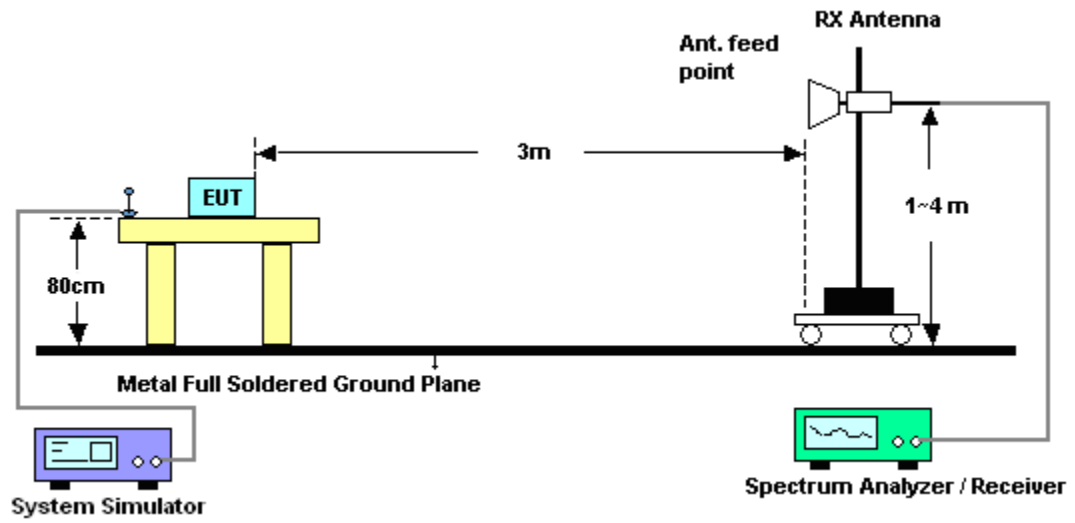 RX Antenna
Ant. feed
point
3m
EUT
1~4 m
80cm
Metal Full Soldered Ground Plane
System Simulator
Spectrum Analyzer / Receiver